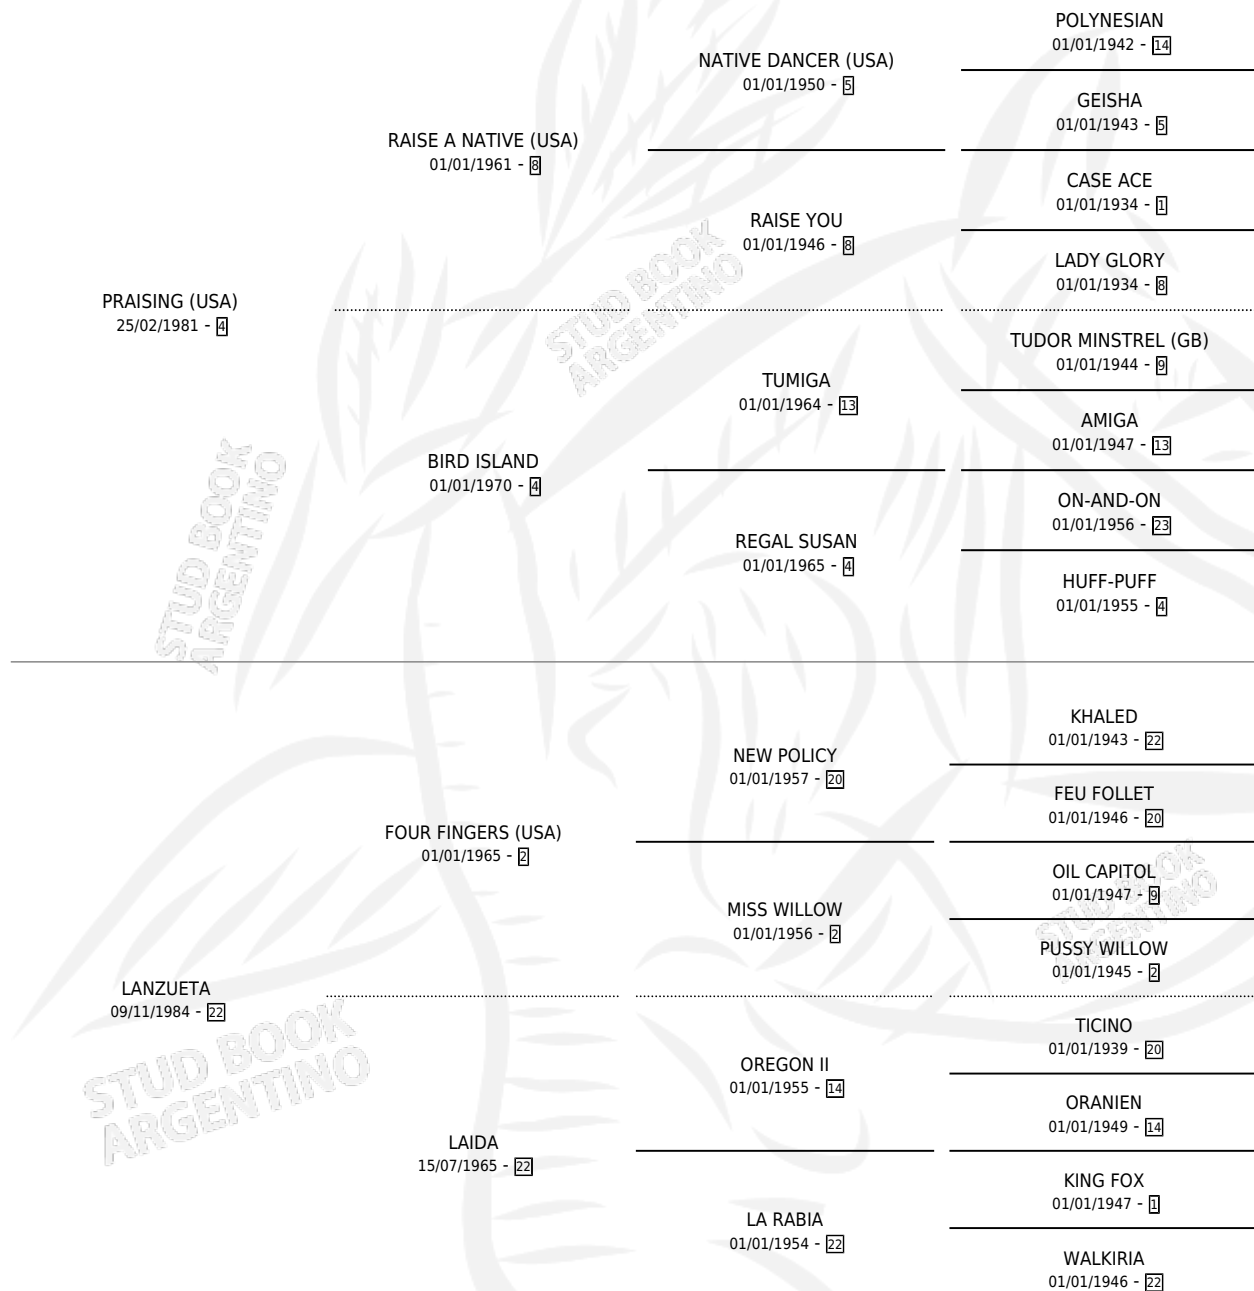 POLYNESIAN
01/01/1942 - 14
NATIVE DANCER (USA)
01/01/1950 - 5
GEISHA
01/01/1943 - 5
RAISE A NATIVE (USA)
01/01/1961 - 8
CASE ACE
01/01/1934 - 1
RAISE YOU
01/01/1946 - 8
LADY GLORY
01/01/1934 - 8
PRAISING (USA)
25/02/1981 - 4
TUDOR MINSTREL (GB)
01/01/1944 - 9
TUMIGA
01/01/1964 - 13
AMIGA
01/01/1947 - 13
BIRD ISLAND
01/01/1970 - 4
ON-AND-ON
01/01/1956 - 23
REGAL SUSAN
01/01/1965 - 4
HUFF-PUFF
01/01/1955 - 4
KHALED
01/01/1943 - 22
NEW POLICY
01/01/1957 - 20
FEU FOLLET
01/01/1946 - 20
FOUR FINGERS (USA)
01/01/1965 - 2
OIL CAPITOL
01/01/1947 - 9
MISS WILLOW
01/01/1956 - 2
PUSSY WILLOW
01/01/1945 - 2
LANZUETA
09/11/1984 - 22
TICINO
01/01/1939 - 20
OREGON II
01/01/1955 - 14
ORANIEN
01/01/1949 - 14
LAIDA
15/07/1965 - 22
KING FOX
01/01/1947 - 1
LA RABIA
01/01/1954 - 22
WALKIRIA
01/01/1946 - 22
STUD BOOK
ARGENTINO
STUD BOOK
ARGENTINO
STUD BOOK
ARGENTINO
STUD BOOK
ARGENTINO